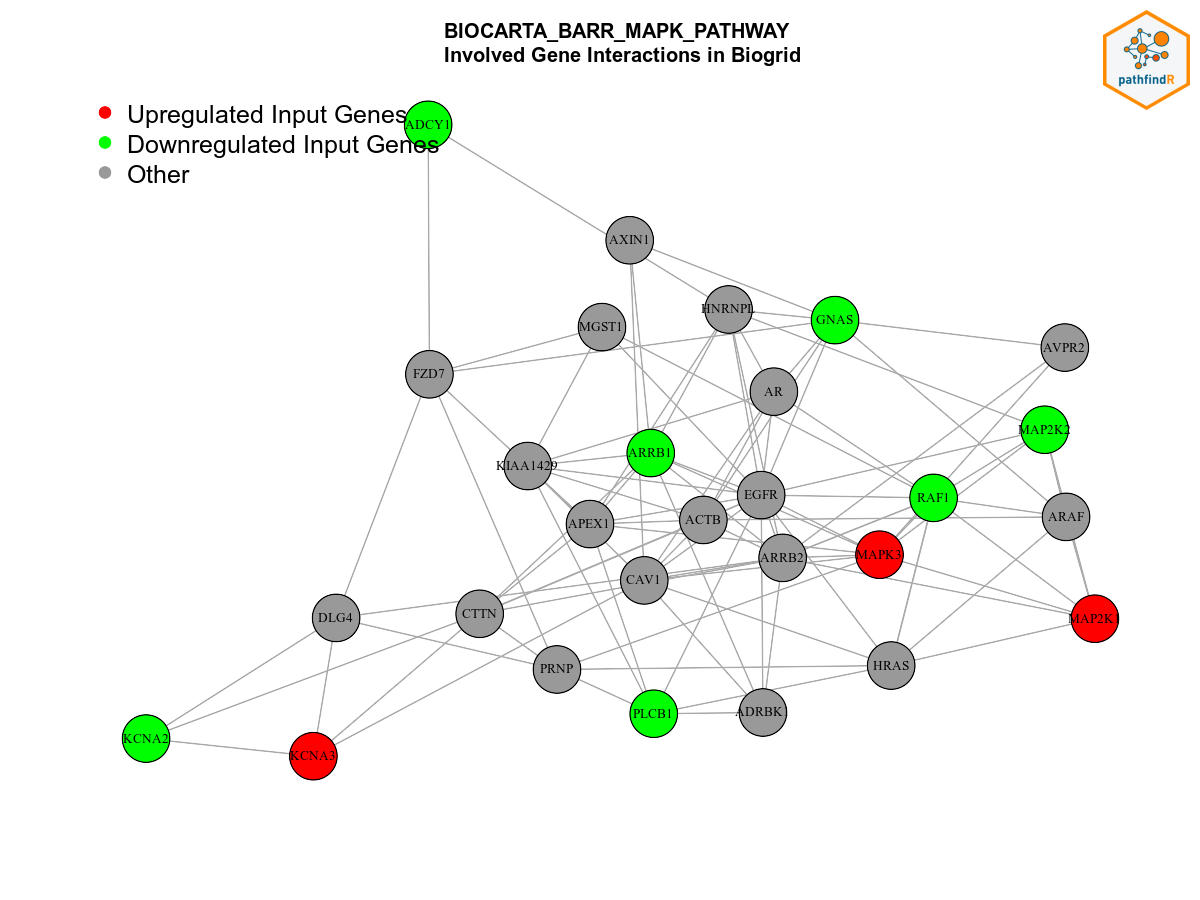 BIOCARTA_BARR_MAPK_PATHWAY
Involved Gene Interactions in Biogrid
pathfindR
Upregulated Input Genes
Downregulated Input Genes
Other
ADCY1
AXIN1
HNRNPL
GNAS
MGST1
AVPR2
FZD7
AR
MAP2K2
ARRB1
KIAA1429
EGFR
RAF1
APEX1
ACTB
ARAF
ARRB2
MAPK3
CAV1
DLG4
CTTN
MAP2K1
PRNP
HRAS
PLCB1
ADRBK1
KCNA2
KCNA3